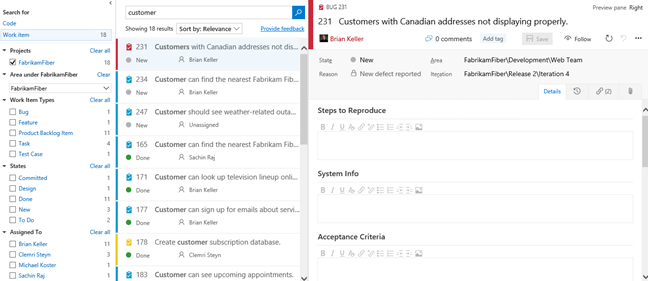 Search for
Code
Work item 18
Projects Clear all
FabrikamFiber 18
Area under FabrikamFiber Clear
FabrikamFiber
Work Item Types Clear all
Bug 1
Feature 1
Product Backlog Item 11
Task 4
Test Case 1
States Clear all
Committed 1
Design 1
Done 11
New 3
To Do 2
Assigned To Clear all
Brian Keller 11
Clemri Steyn 3
Michael Koster 1
Sachin Raj 1
customer
Showing 18 results Sort by: Relevance Provide feedback
231 Customers with Canadian addresses not dis...
New Brian Keller
234 Customer can find the nearest Fabrikam Fib...
New Brian Keller
247 Customer should see weather-related outa...
New Unassigned
165 Customer can find the nearest Fabrikam Fib...
Done Sachin Raj
171 Customer can look up television lineup onli...
Done Brian Keller
177 Customer can sign up for emails about servi...
Done Brian Keller
178 Create customer subscription database.
Done Clemri Steyn
183 Customer can see upcoming appointments.
BUG 231 Preview pane Right
231 Customers with Canadian addresses not displaying properly.
Brian Keller 0 comments Add tag Save Follow
State New Area FabrikamFiber\Development\Web Team
Reason New defect reported Iteration FabrikamFiber\Release 2\Iteration 4
Details (2)
Steps to Reproduce
B I U
System Info
B I U
Acceptance Criteria
B I U